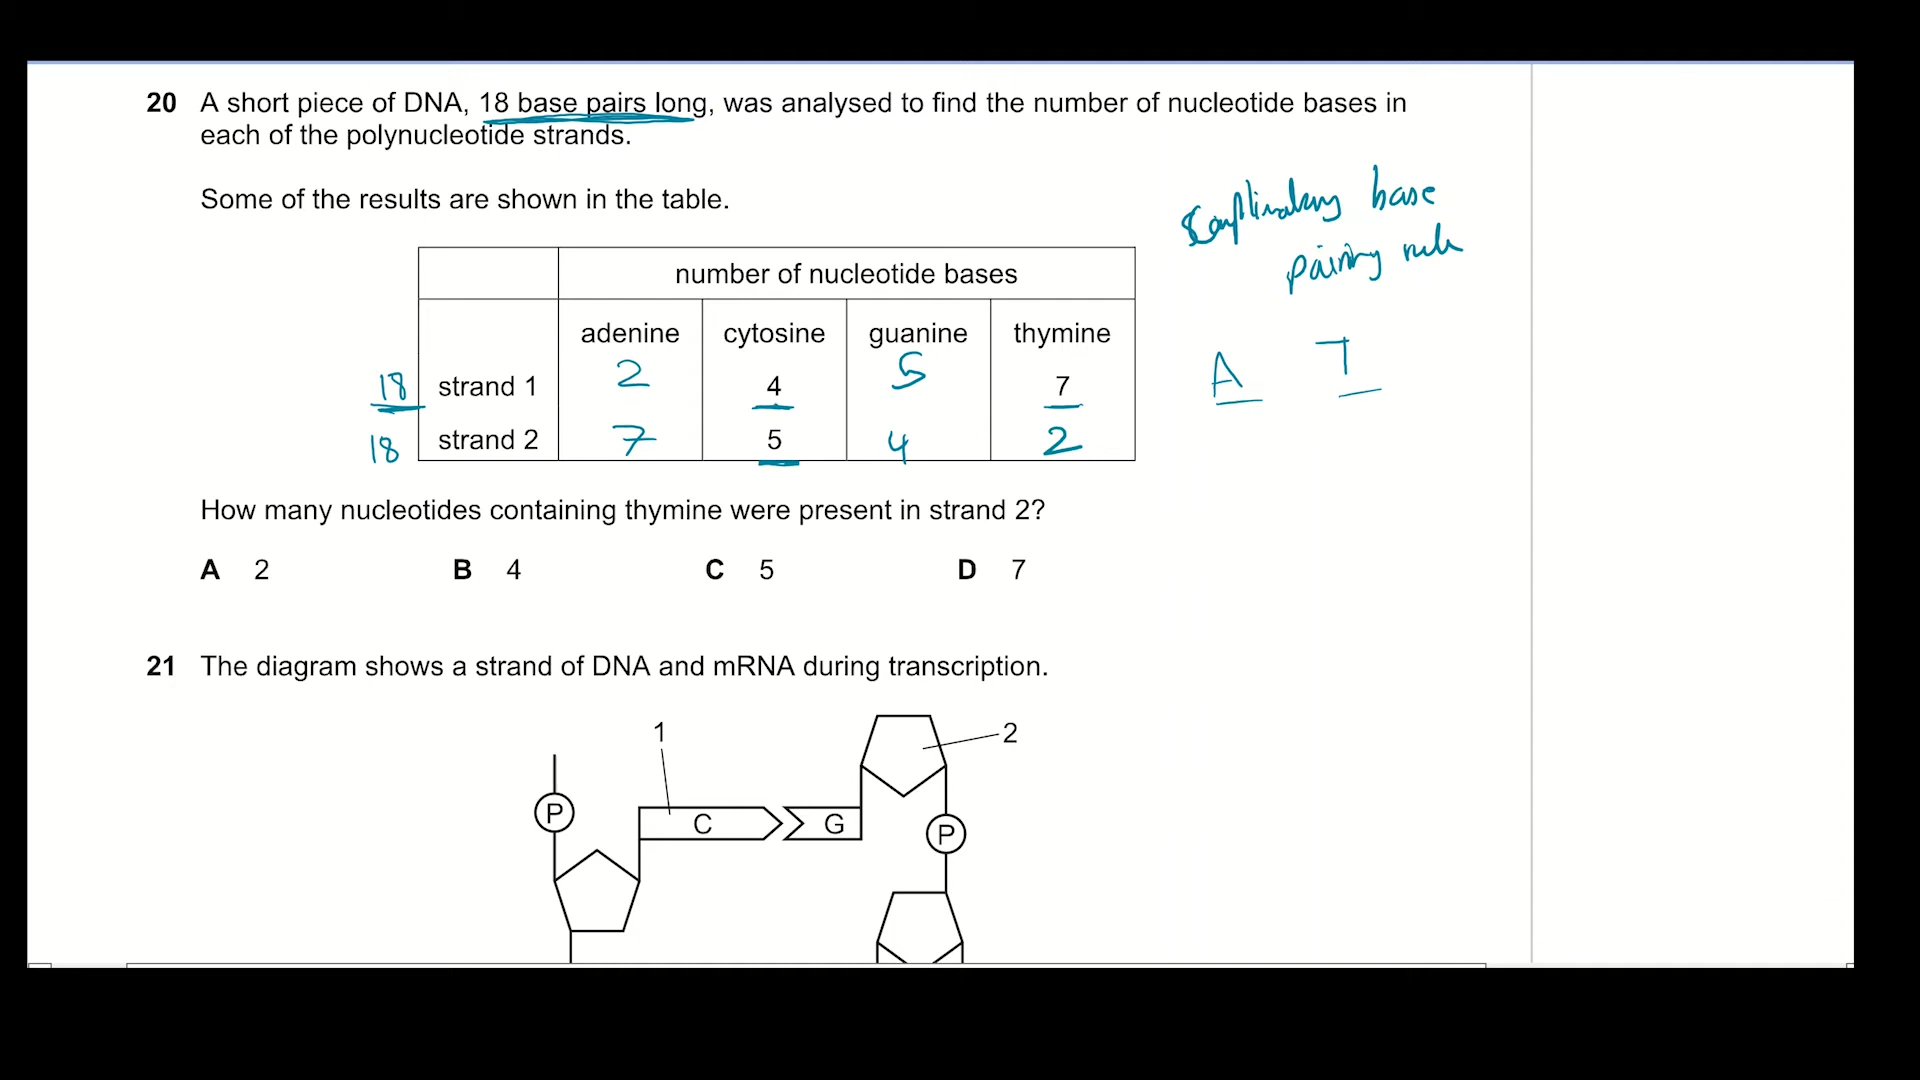 20 A short piece of DNA, 18 base pairs long, was analysed to find the number of nucleotide bases in
each of the polynucleotide strands.
Some of the results are shown in the table.
base
pairing rule
number of nucleotide bases
adenine cytosine guanine thymine
18 strand 1 2 4 5 7
18 strand 2 7 5 4 2
A T
How many nucleotides containing thymine were present in strand 2?
A 2 B 4 C 5 D 7
21 The diagram shows a strand of DNA and mRNA during transcription.
1 2
P C G P